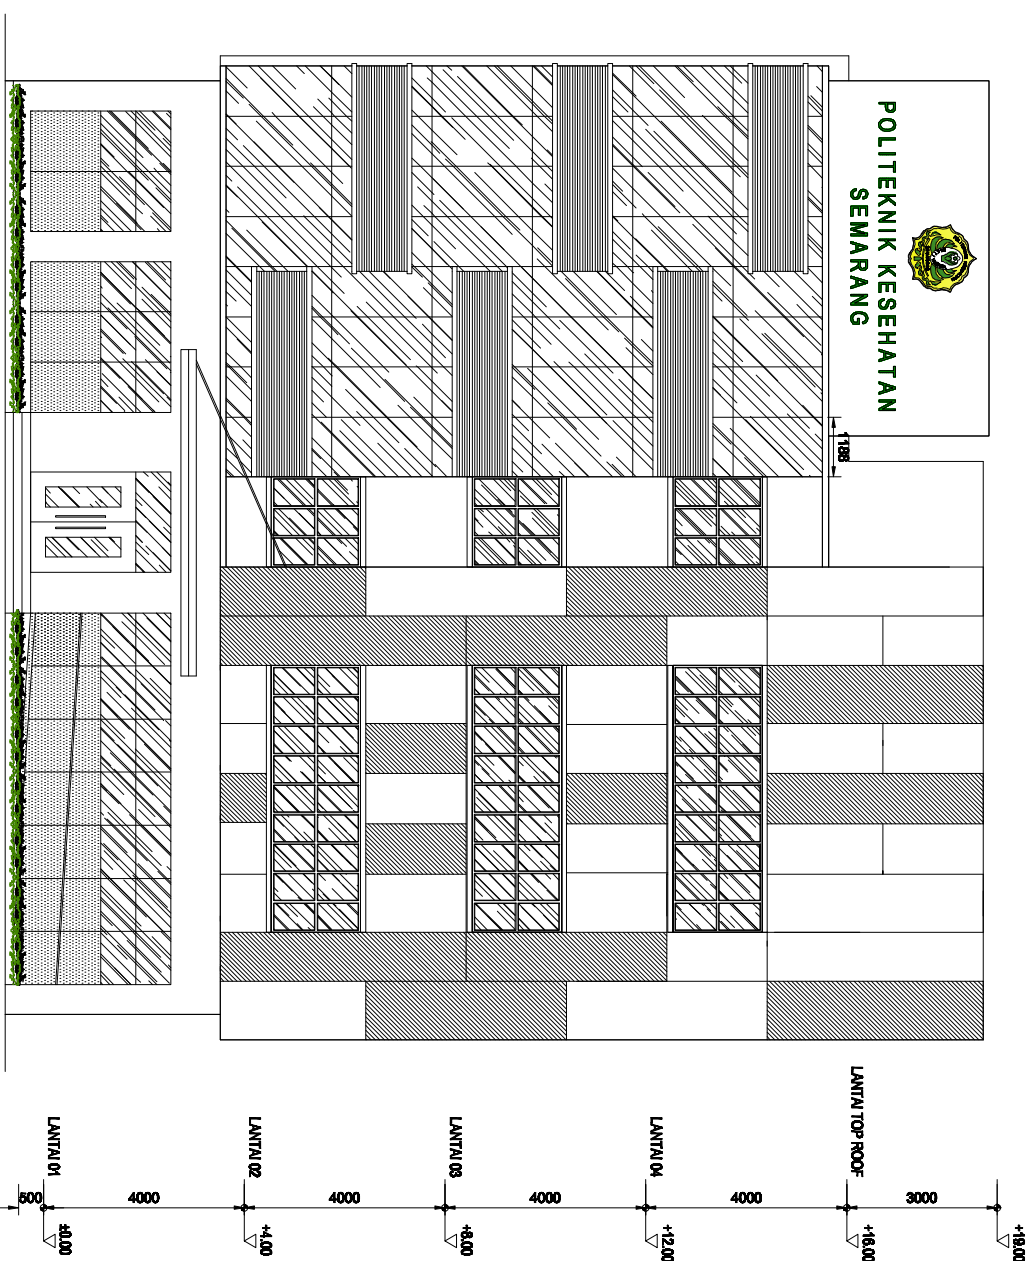 POLITEKNIK KESEHATAN
SEMARANG
1186
LANTAI TOP ROOF
LANTAI 04
LANTAI 03
LANTAI 02
LANTAI 01
3000
4000
4000
4000
4000
500
+19.00
+16.00
+12.00
+8.00
+4.00
±0.00